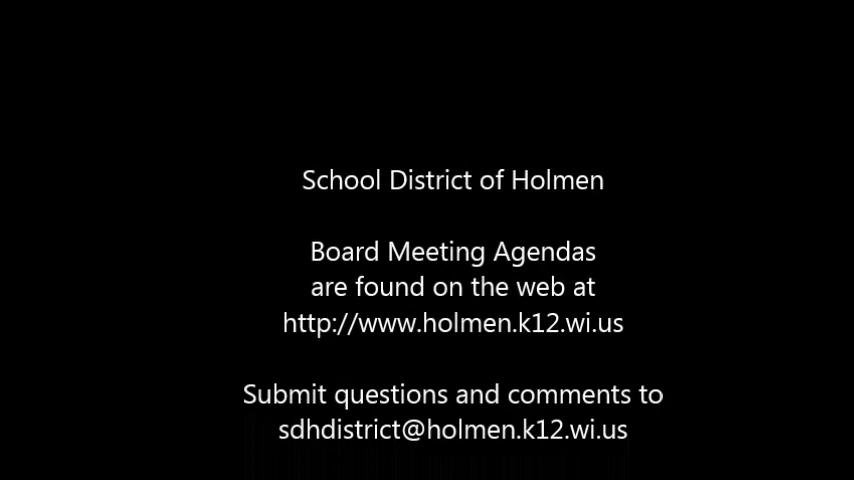 School District of Holmen
Board Meeting Agendas
are found on the web at
http://www.holmen.k12.wi.us
Submit questions and comments to
sdhdistrict@holmen.k12.wi.us